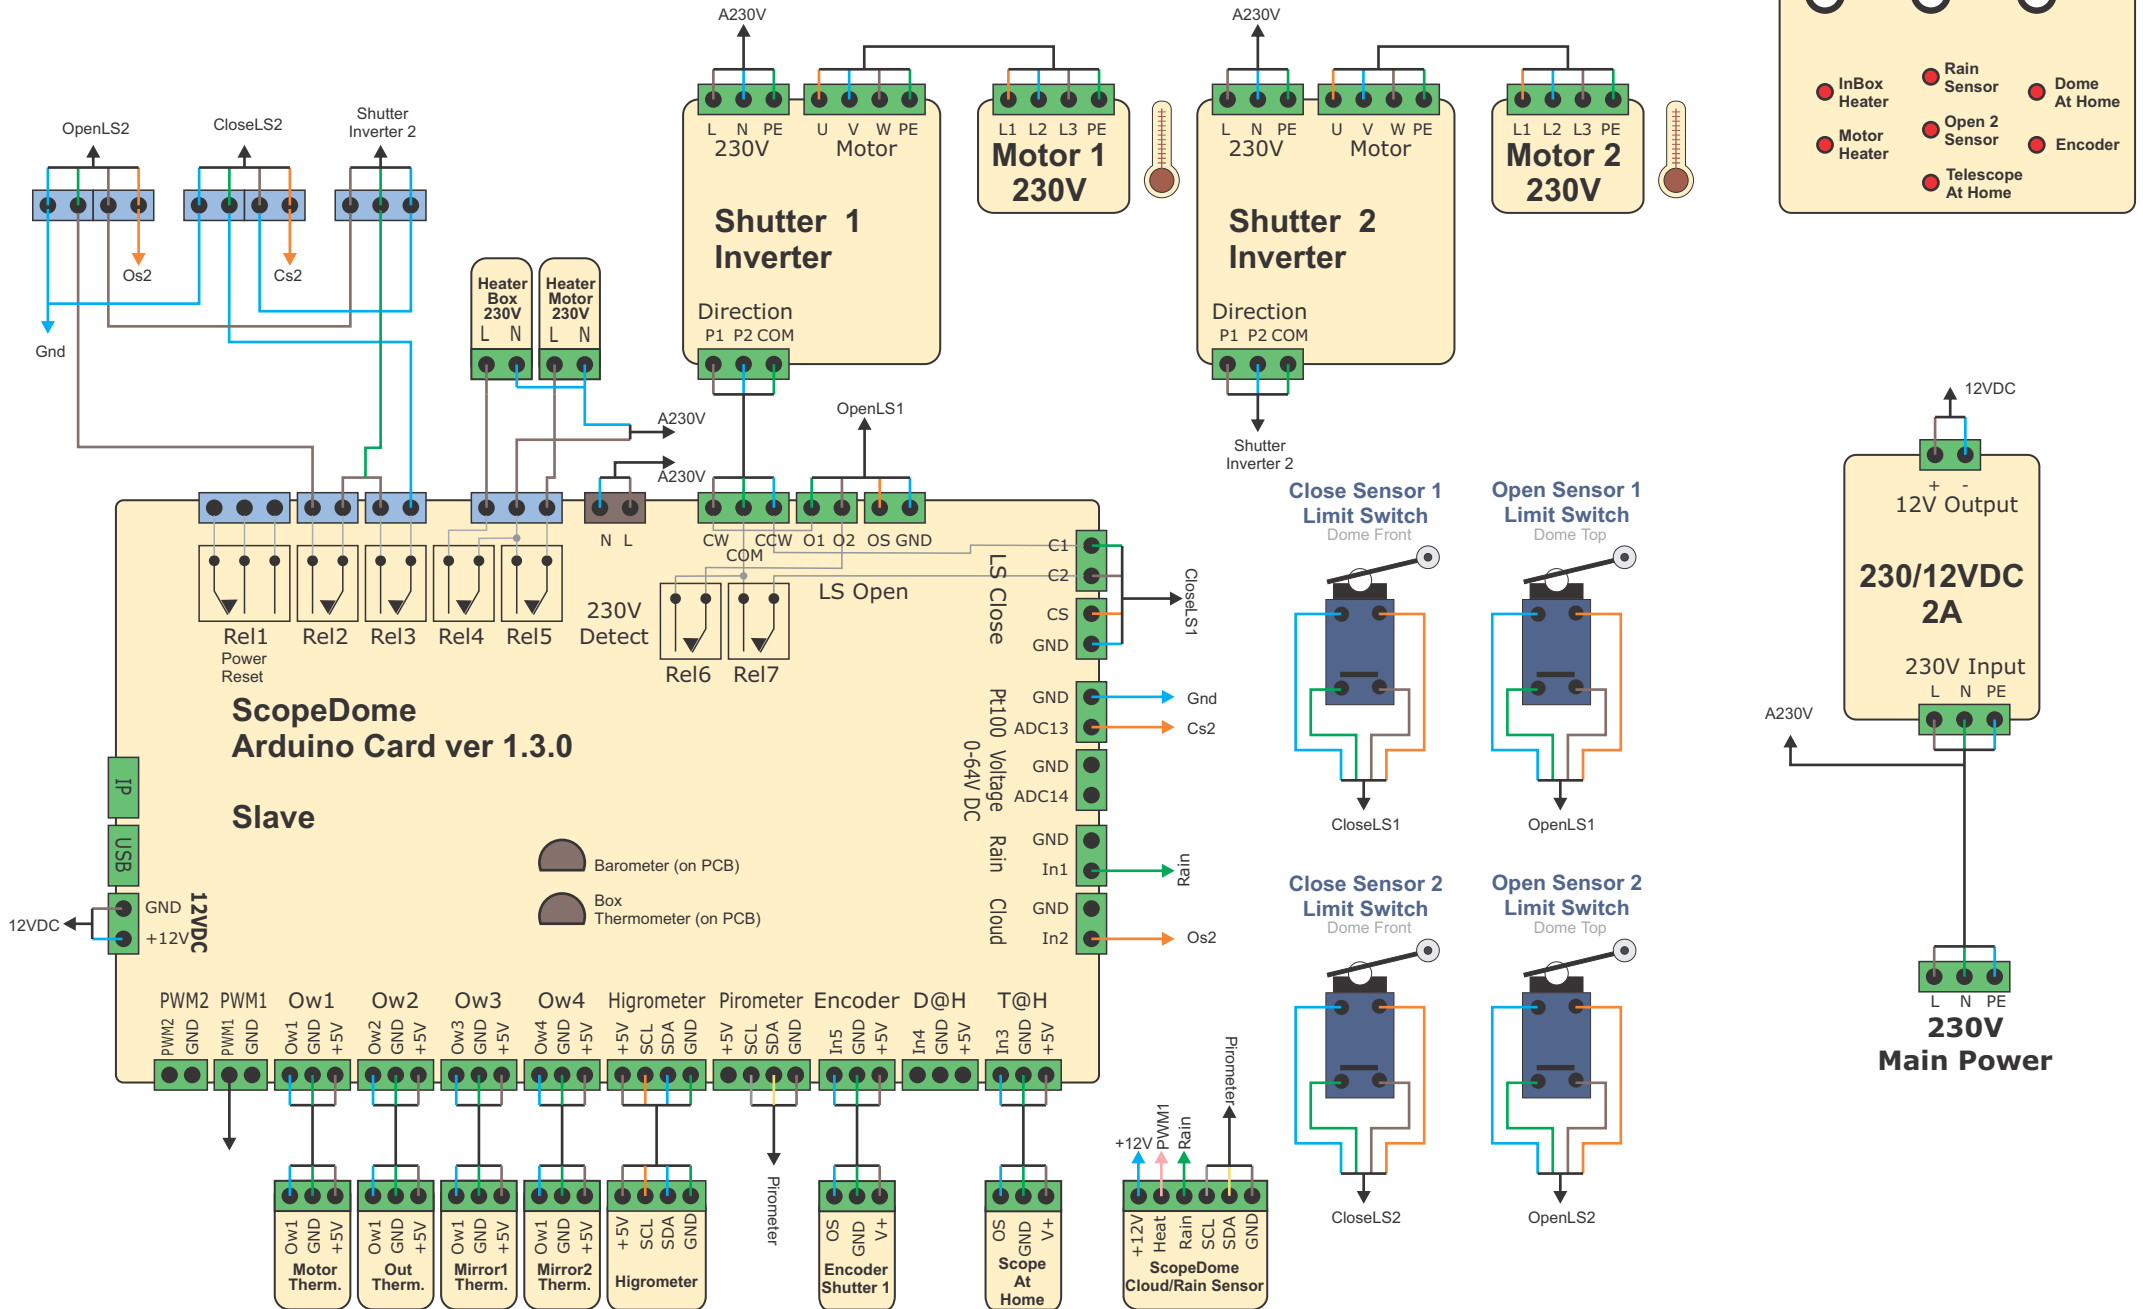 A230V
A230V
InBox
Heater
Rain
Sensor
Dome
At Home
Motor
Heater
Open 2
Sensor
Encoder
Telescope
At Home
OpenLS2
CloseLS2
Shutter
Inverter 2
Os2
Cs2
Gnd
L N PE
230V
U V W PE
Motor
Shutter 1
Inverter
Direction
P1 P2 COM
L1 L2 L3 PE
Motor 1
230V
L N PE
230V
U V W PE
Motor
Shutter 2
Inverter
Direction
P1 P2 COM
L1 L2 L3 PE
Motor 2
230V
Shutter
Inverter 2
Heater
Box
230V
L N
Heater
Motor
230V
L N
A230V
A230V
OpenLS1
N L
230V
Detect
CW
COM
CCW
O1 O2
OS GND
LS Open
C1
C2
CS
GND
LS Close
CloseLS1
Rel1
Power
Reset
Rel2
Rel3
Rel4
Rel5
Rel6
Rel7
ScopeDome
Arduino Card ver 1.3.0
Slave
Barometer (on PCB)
Box
Thermometer (on PCB)
IP
USB
GND
+12V
12VDC
12VDC
GND
ADC13
Pt100
Gnd
Cs2
GND
ADC14
Voltage
0-64V DC
GND
In1
Rain
Rain
GND
In2
Cloud
Os2
PWM2
PWM2
GND
PWM1
PWM1
GND
Ow1
Ow1
GND
+5V
Ow2
Ow2
GND
+5V
Ow3
Ow3
GND
+5V
Ow4
Ow4
GND
+5V
Higrometer
+5V
SCL
SDA
GND
Pirometer
+5V
SCL
SDA
GND
Encoder
In5
GND
+5V
D@H
In4
GND
+5V
T@H
In3
GND
+5V
Ow1
GND
+5V
Motor
Therm.
Ow1
GND
+5V
Out
Therm.
Ow1
GND
+5V
Mirror1
Therm.
Ow1
GND
+5V
Mirror2
Therm.
+5V
SCL
SDA
GND
Higrometer
Pirometer
OS
GND
V+
Encoder
Shutter 1
OS
GND
V+
Scope
At
Home
+12V
PWM1
Rain
Pirometer
+12V
Heat
Rain
SCL
SDA
GND
ScopeDome
Cloud/Rain Sensor
Close Sensor 1
Limit Switch
Dome Front
CloseLS1
Open Sensor 1
Limit Switch
Dome Top
OpenLS1
Close Sensor 2
Limit Switch
Dome Front
CloseLS2
Open Sensor 2
Limit Switch
Dome Top
OpenLS2
12VDC
+ -
12V Output
230/12VDC
2A
230V Input
L N PE
A230V
L N PE
230V
Main Power